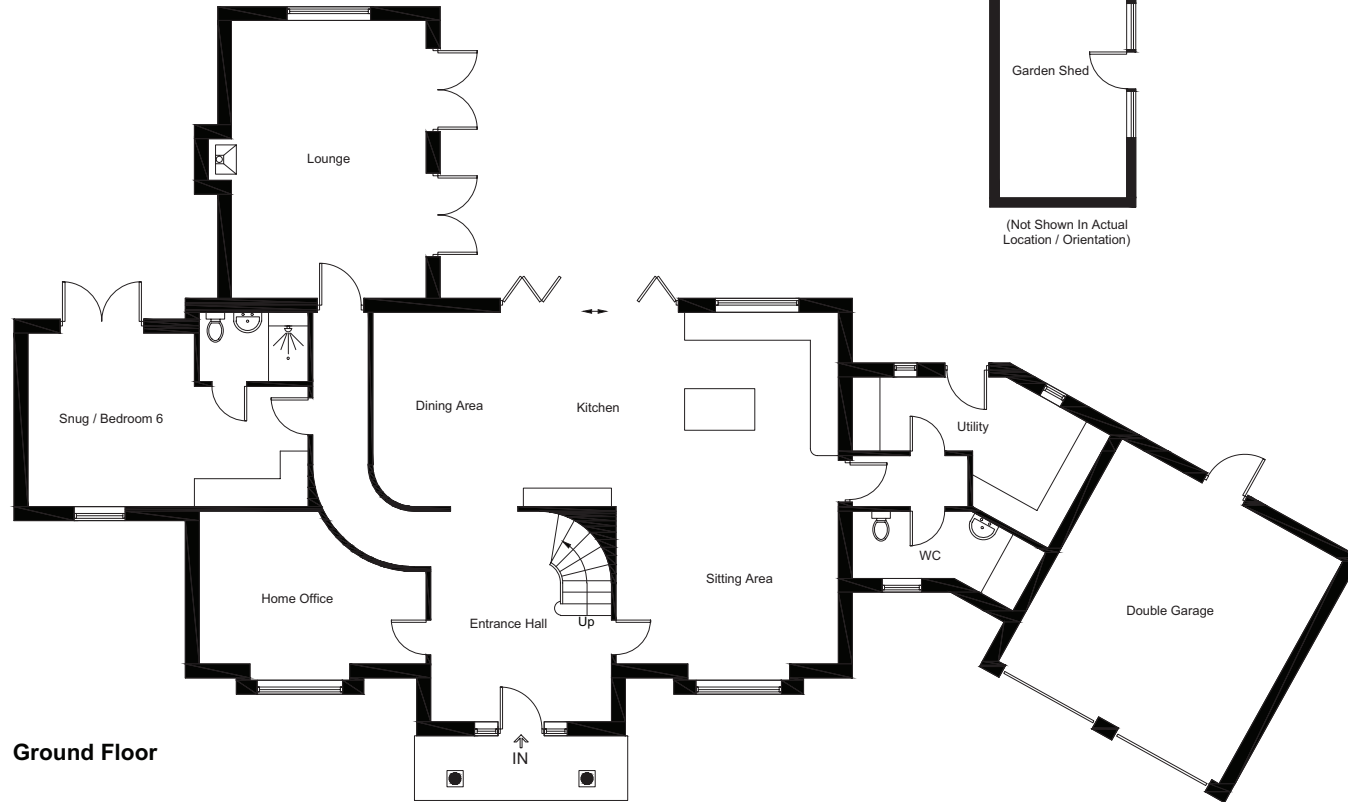 Garden Shed
Lounge
(Not Shown In Actual
Location / Orientation)
Snug / Bedroom 6
Dining Area
Kitchen
Utility
WC
Sitting Area
Home Office
Entrance Hall
Up
Double Garage
Ground Floor
IN